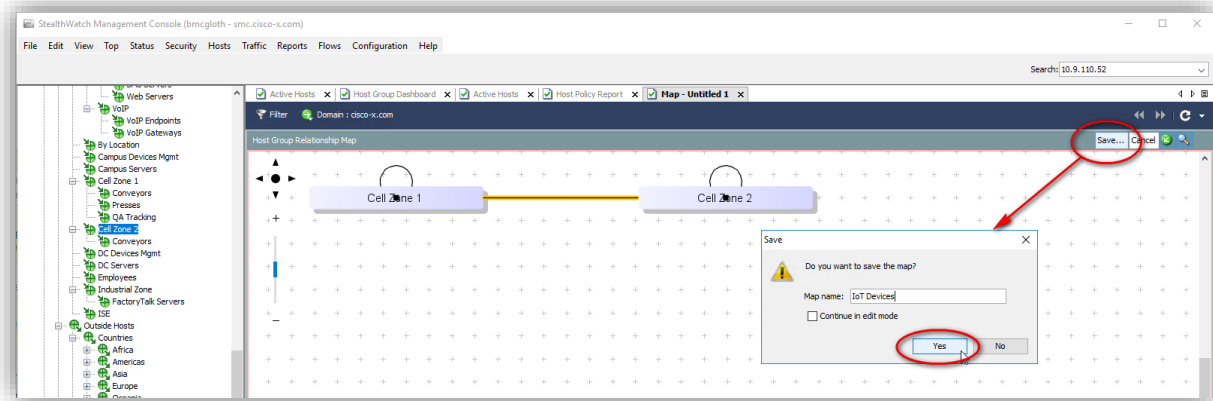 StealthWatch Management Console (bmcgloth - smc.cisco-x.com)
File Edit View Top Status Security Hosts Traffic Reports Flows Configuration Help
Search: 10.9.110.52
Active Hosts Host Group Dashboard Active Hosts Host Policy Report Map - Untitled 1
Filter Domain : cisco-x.com
Host Group Relationship Map
Save... Cancel
Web Servers
VoIP
VoIP Endpoints
VoIP Gateways
By Location
Campus Devices Mgmt
Campus Servers
Cell Zone 1
Conveyors
Presses
QA Tracking
Cell Zone 2
Conveyors
DC Devices Mgmt
DC Servers
Employees
Industrial Zone
FactoryTalk Servers
ISE
Outside Hosts
Countries
Africa
Americas
Asia
Europe
Cell Zone 1
Cell Zone 2
Save
Do you want to save the map?
Map name: IoT Devices
Continue in edit mode
Yes No